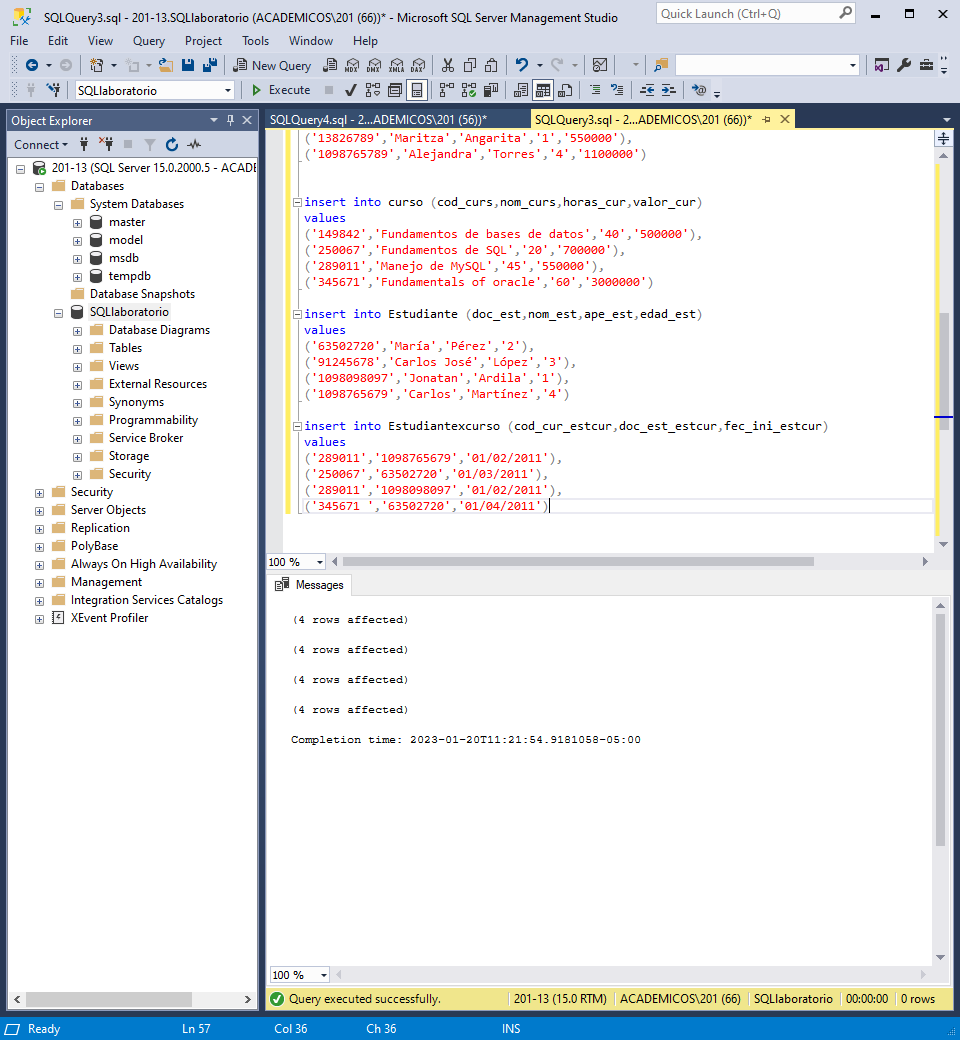 SQLQuery3.sql - 201-13.SQLlaboratorio (ACADEMICOS\201 (66))* - Microsoft SQL Server Management Studio
Quick Launch (Ctrl+Q)
File Edit View Query Project Tools Window Help
New Query MDX DMX XMLA DAX
SQLlaboratorio Execute
Object Explorer
Connect
201-13 (SQL Server 15.0.2000.5 - ACADE
Databases
System Databases
master
model
msdb
tempdb
Database Snapshots
SQLlaboratorio
Database Diagrams
Tables
Views
External Resources
Synonyms
Programmability
Service Broker
Storage
Security
Security
Server Objects
Replication
PolyBase
Always On High Availability
Management
Integration Services Catalogs
XEvent Profiler
SQLQuery4.sql - 2...ADEMICOS\201 (56))*
SQLQuery3.sql - 2...ADEMICOS\201 (66))*
('13826789','Maritza','Angarita','1','550000'),
('1098765789','Alejandra','Torres','4','1100000')
insert into curso (cod_curs,nom_curs,horas_cur,valor_cur)
values
('149842','Fundamentos de bases de datos','40','500000'),
('250067','Fundamentos de SQL','20','700000'),
('289011','Manejo de MySQL','45','550000'),
('345671','Fundamentals of oracle','60','3000000')
insert into Estudiante (doc_est,nom_est,ape_est,edad_est)
values
('63502720','María','Pérez','2'),
('91245678','Carlos José','López','3'),
('1098098097','Jonatan','Ardila','1'),
('1098765679','Carlos','Martínez','4')
insert into Estudiantexcurso (cod_cur_estcur,doc_est_estcur,fec_ini_estcur)
values
('289011','1098765679','01/02/2011'),
('250067','63502720','01/03/2011'),
('289011','1098098097','01/02/2011'),
('345671 ','63502720','01/04/2011')
100 %
Messages
(4 rows affected)
(4 rows affected)
(4 rows affected)
(4 rows affected)
Completion time: 2023-01-20T11:21:54.9181058-05:00
100 %
Query executed successfully. 201-13 (15.0 RTM) ACADEMICOS\201 (66) SQLlaboratorio 00:00:00 0 rows
Ready Ln 57 Col 36 Ch 36 INS